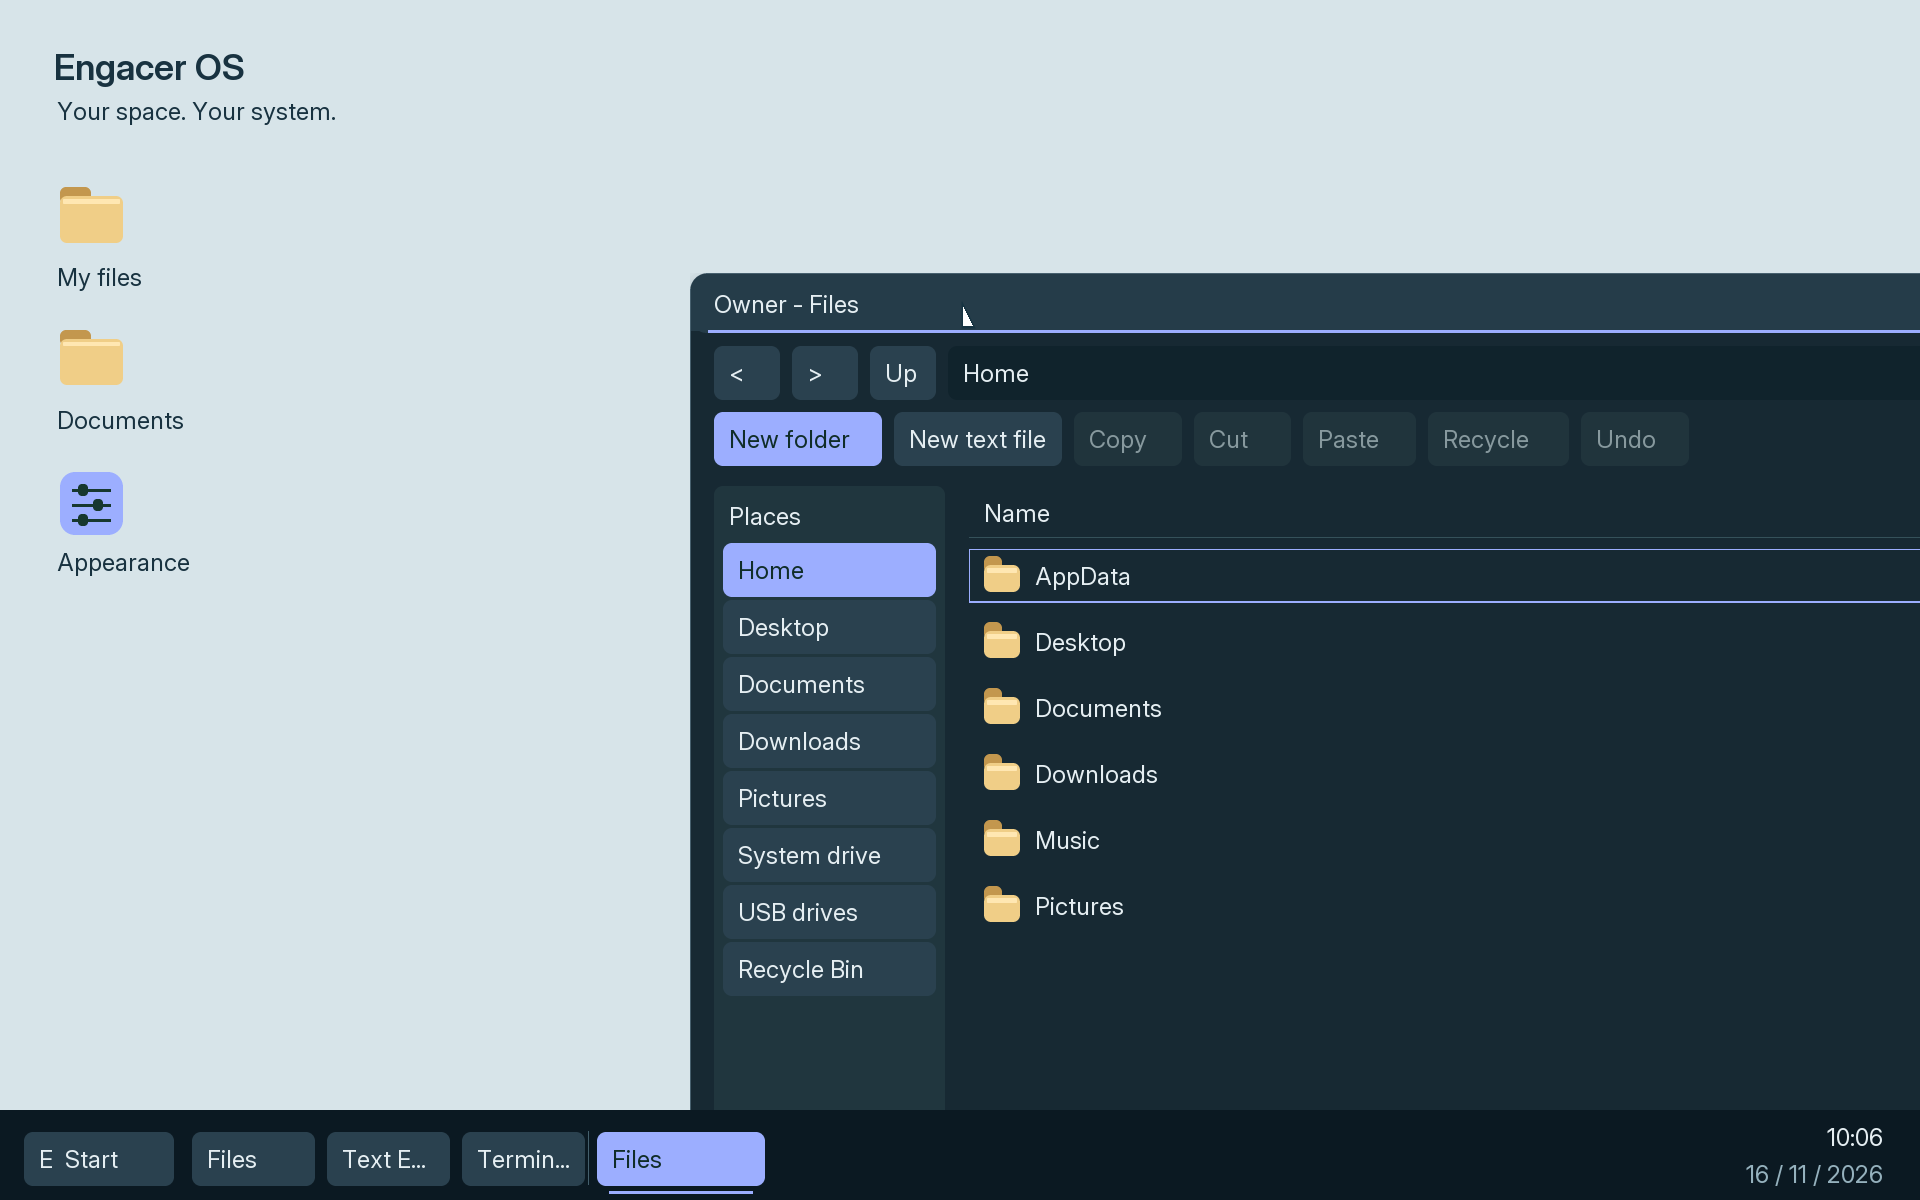 Engacer OS
Your space. Your system.
My files
Documents
Appearance
Owner - Files
< > Up Home
New folder New text file Copy Cut Paste Recycle Undo
Places
Home
Desktop
Documents
Downloads
Pictures
System drive
USB drives
Recycle Bin
Name
AppData
Desktop
Documents
Downloads
Music
Pictures
E Start Files Text E... Termin... Files
10:06
16 / 11 / 2026